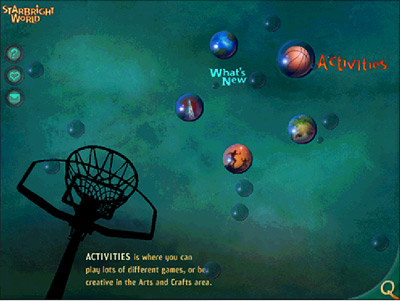 STARBRIGHT
WORLD
Activities
What's
New
ACTIVITIES is where you can
play lots of different games, or be
creative in the Arts and Crafts area.